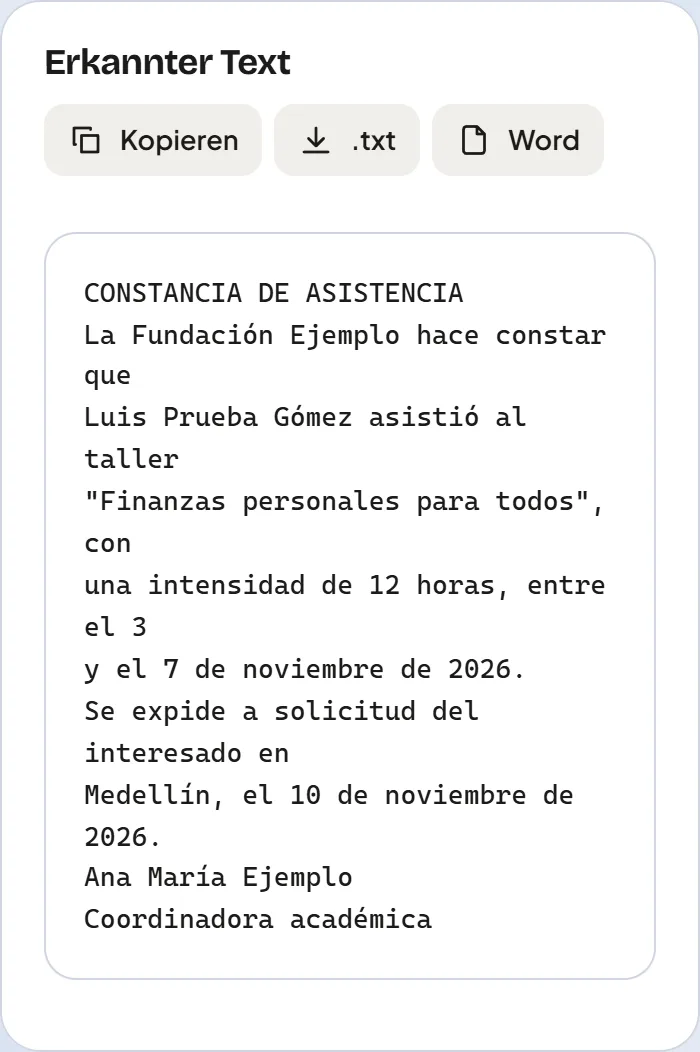 Erkannter Text
Kopieren
.txt
Word
CONSTANCIA DE ASISTENCIA
La Fundación Ejemplo hace constar
que
Luis Prueba Gómez asistió al
taller
"Finanzas personales para todos",
con
una intensidad de 12 horas, entre
el 3
y el 7 de noviembre de 2026.
Se expide a solicitud del
interesado en
Medellín, el 10 de noviembre de
2026.
Ana María Ejemplo
Coordinadora académica